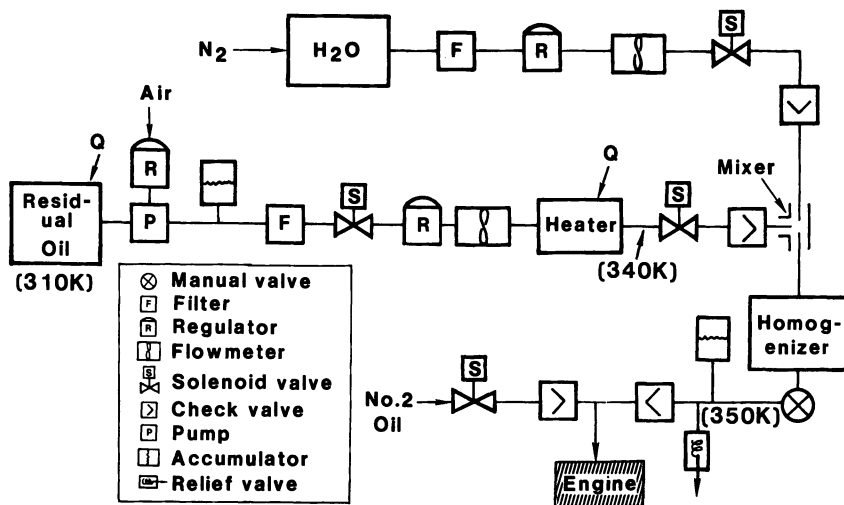 N2
H2O
F
R
S
Air
Q
R
Resid-
ual
Oil
(310K)
P
F
S
R
Q
Heater
(340K)
S
Mixer
Homog-
enizer
(350K)
S
No.2
Oil
Engine
Manual valve
F Filter
R Regulator
Flowmeter
S Solenoid valve
Check valve
P Pump
Accumulator
Relief valve